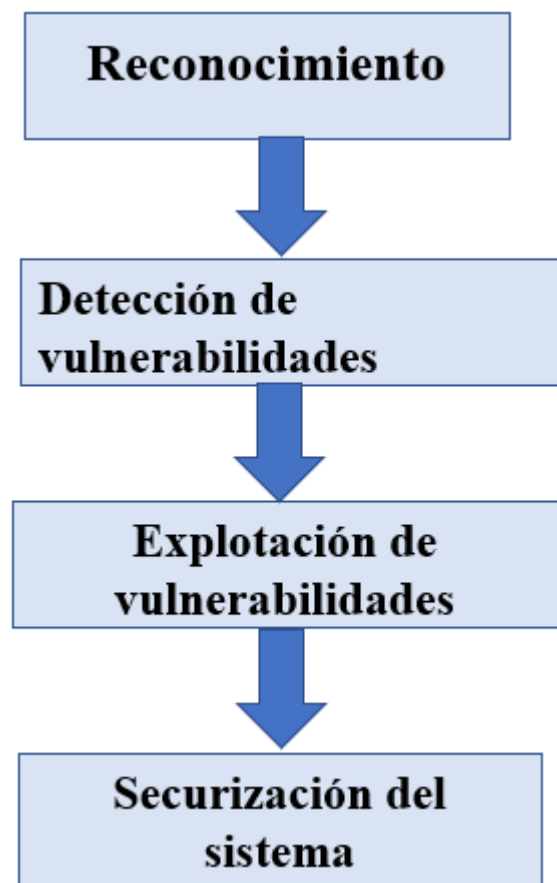 Reconocimiento
Detección de
vulnerabilidades
Explotación de
vulnerabilidades
Securización del
sistema